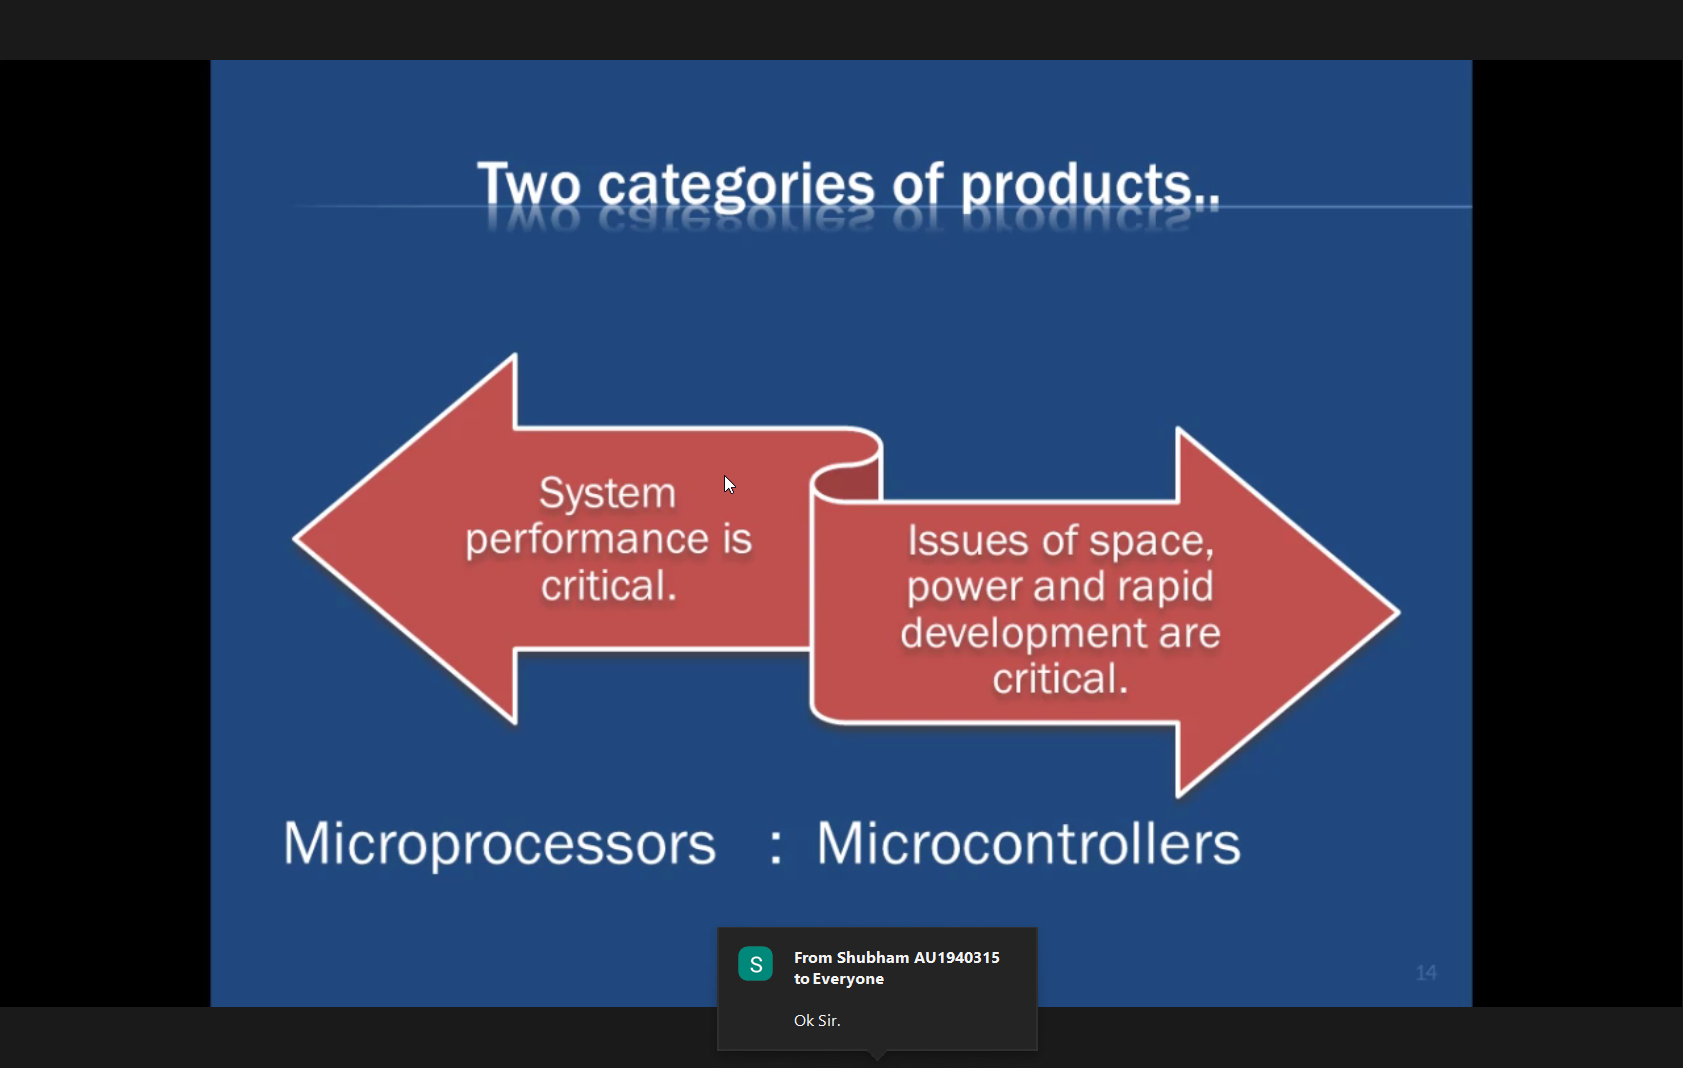 Two categories of products..
System
performance is
critical.
Issues of space,
power and rapid
development are
critical.
Microprocessors : Microcontrollers
S
From Shubham AU1940315
to Everyone
Ok Sir.
14